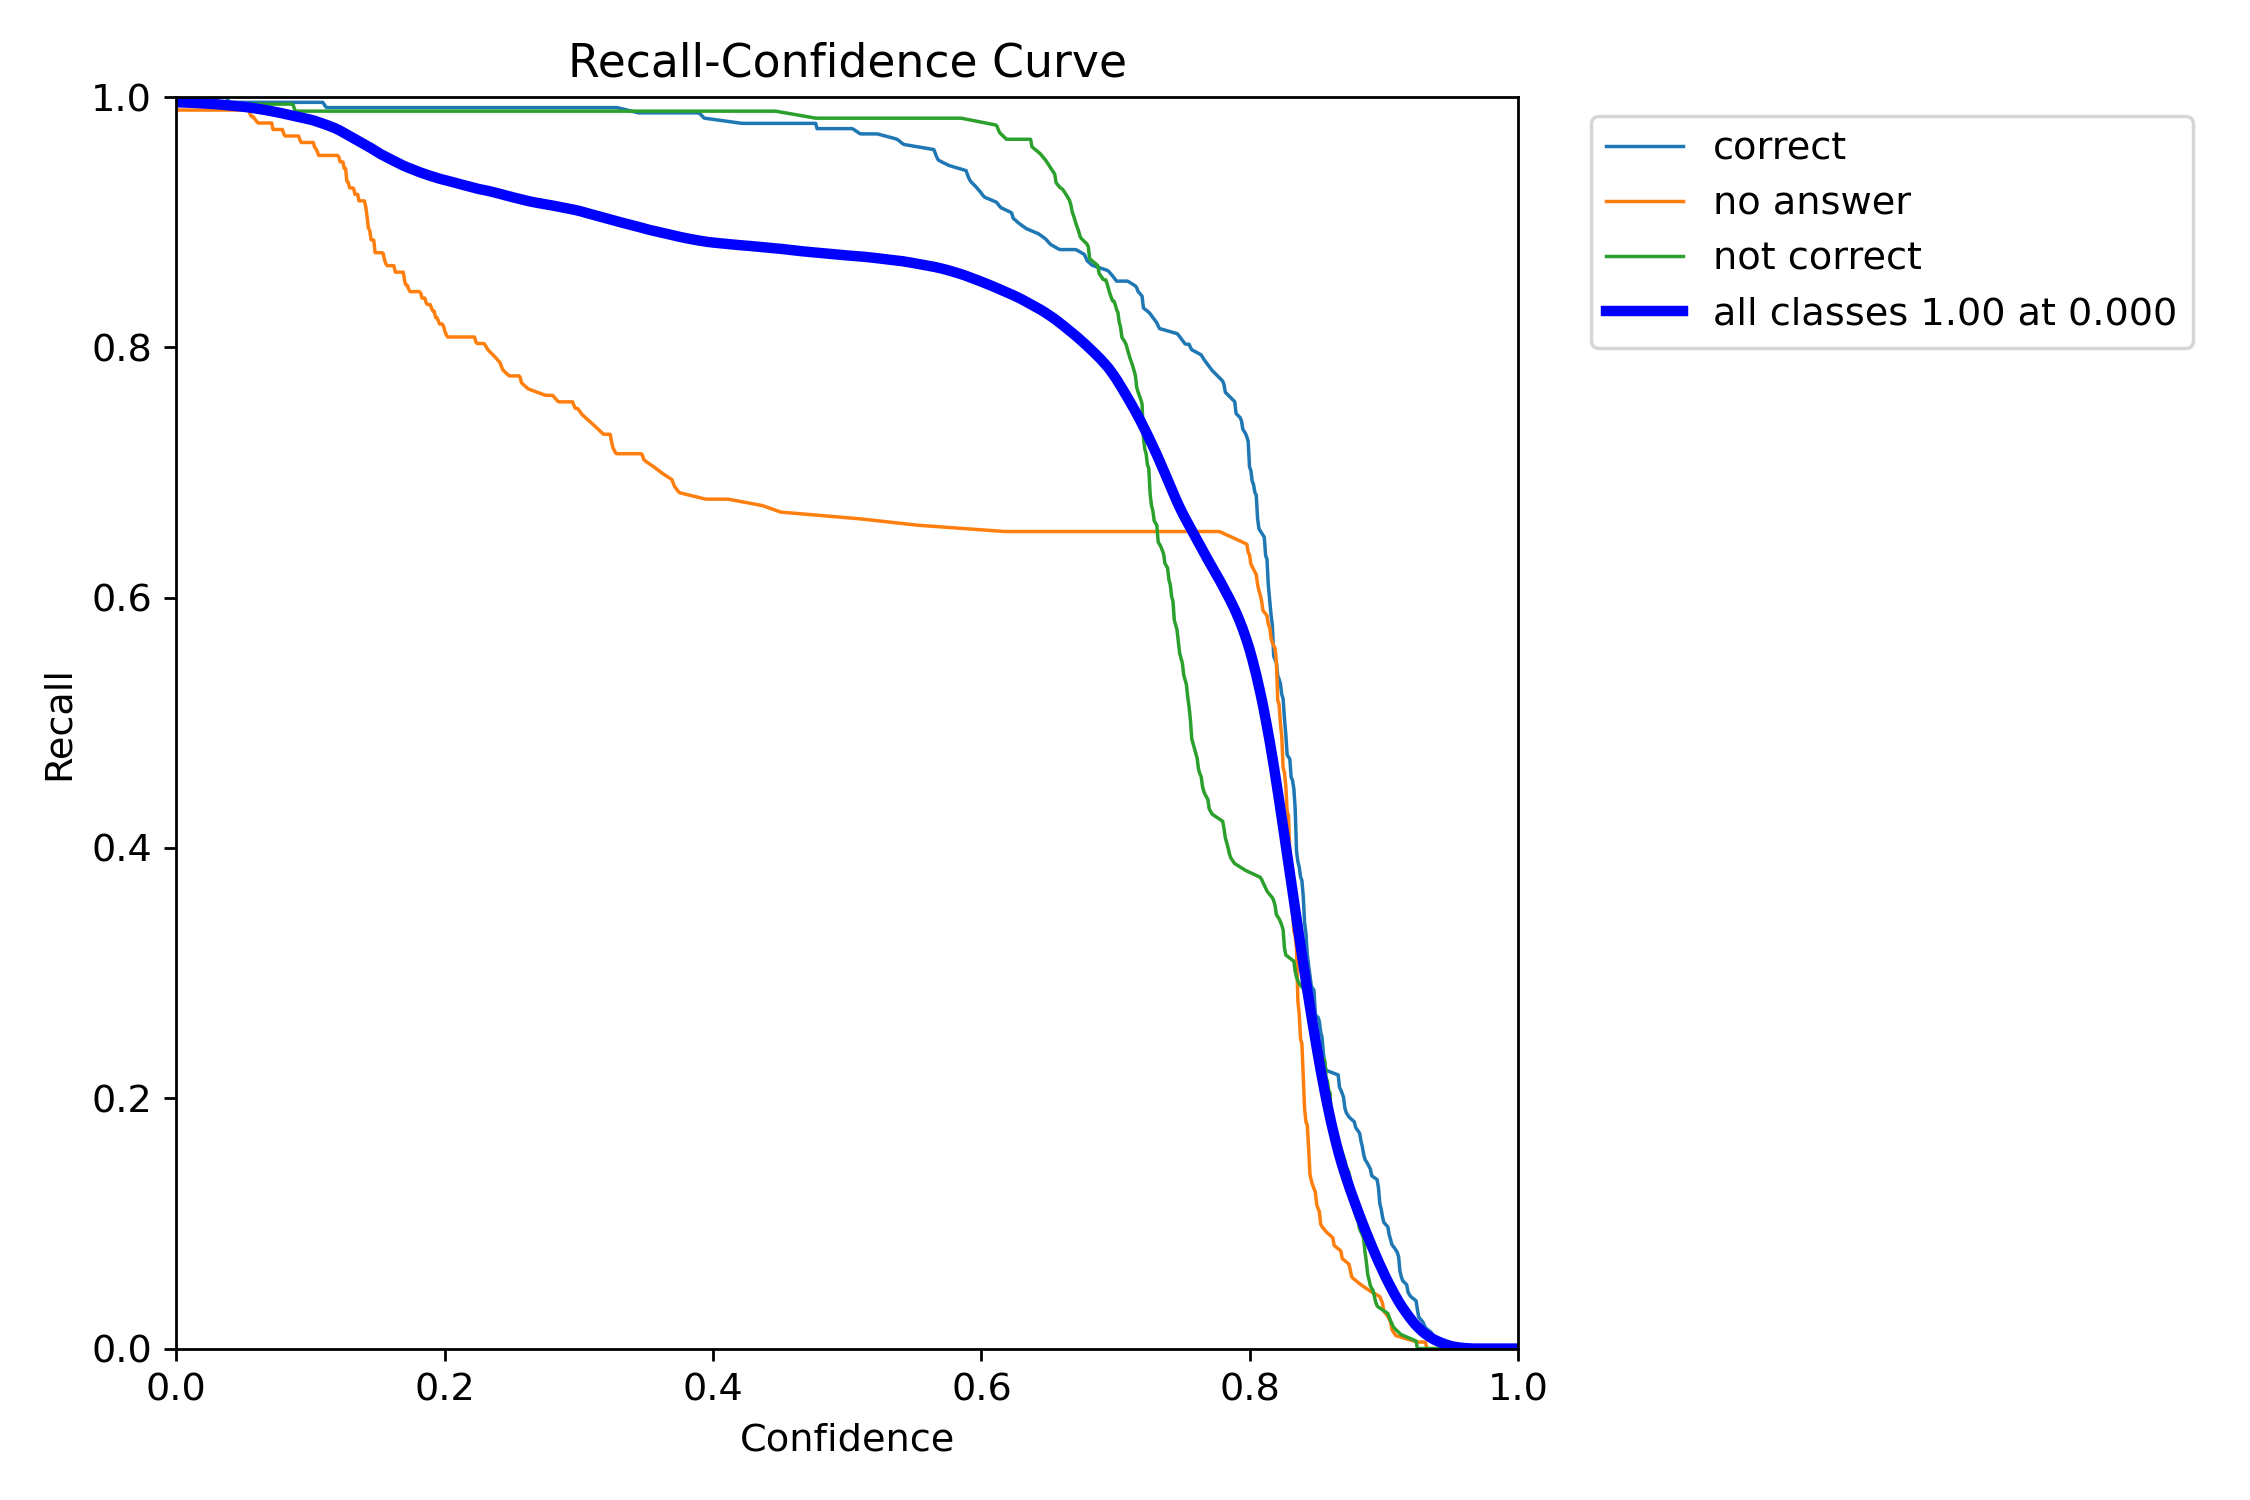 Recall-Confidence Curve
1.0
0.8
0.6
0.4
0.2
0.0
Recall
0.0 0.2 0.4 0.6 0.8 1.0
Confidence
correct
no answer
not correct
all classes 1.00 at 0.000